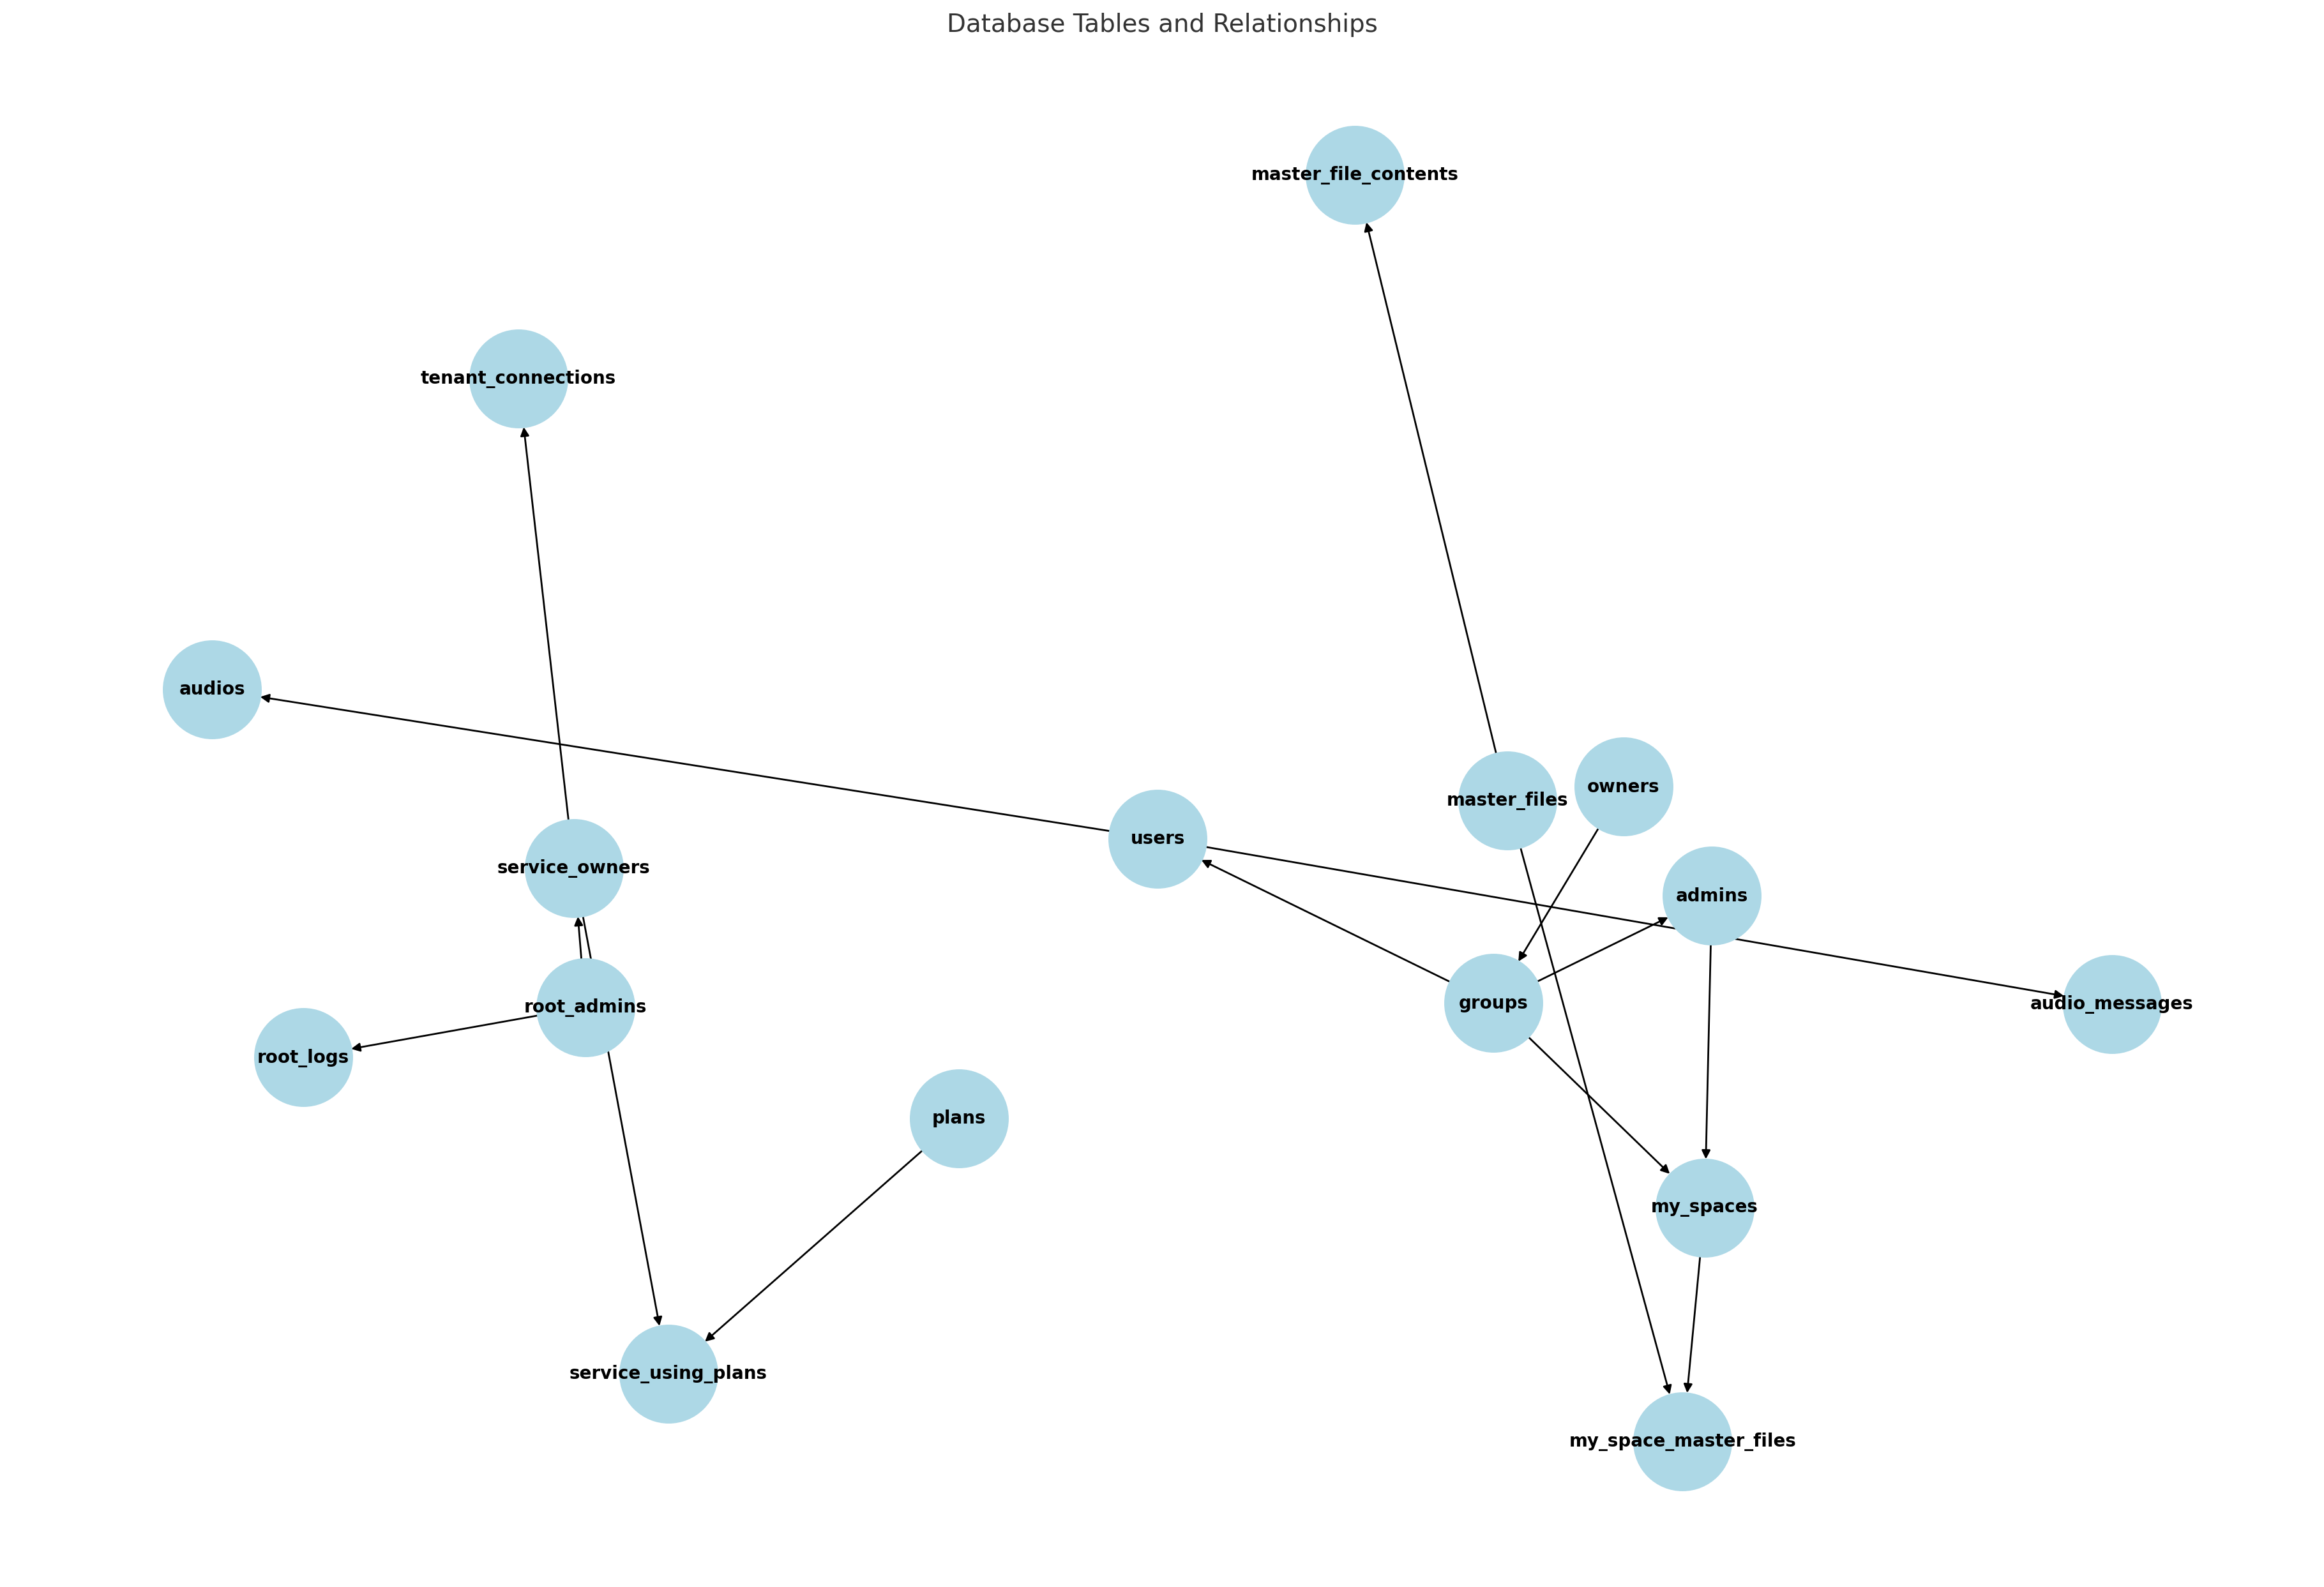 Database Tables and Relationships
master_file_contents
tenant_connections
audios
owners
master_files
users
service_owners
admins
groups
audio_messages
root_admins
root_logs
plans
my_spaces
service_using_plans
my_space_master_files